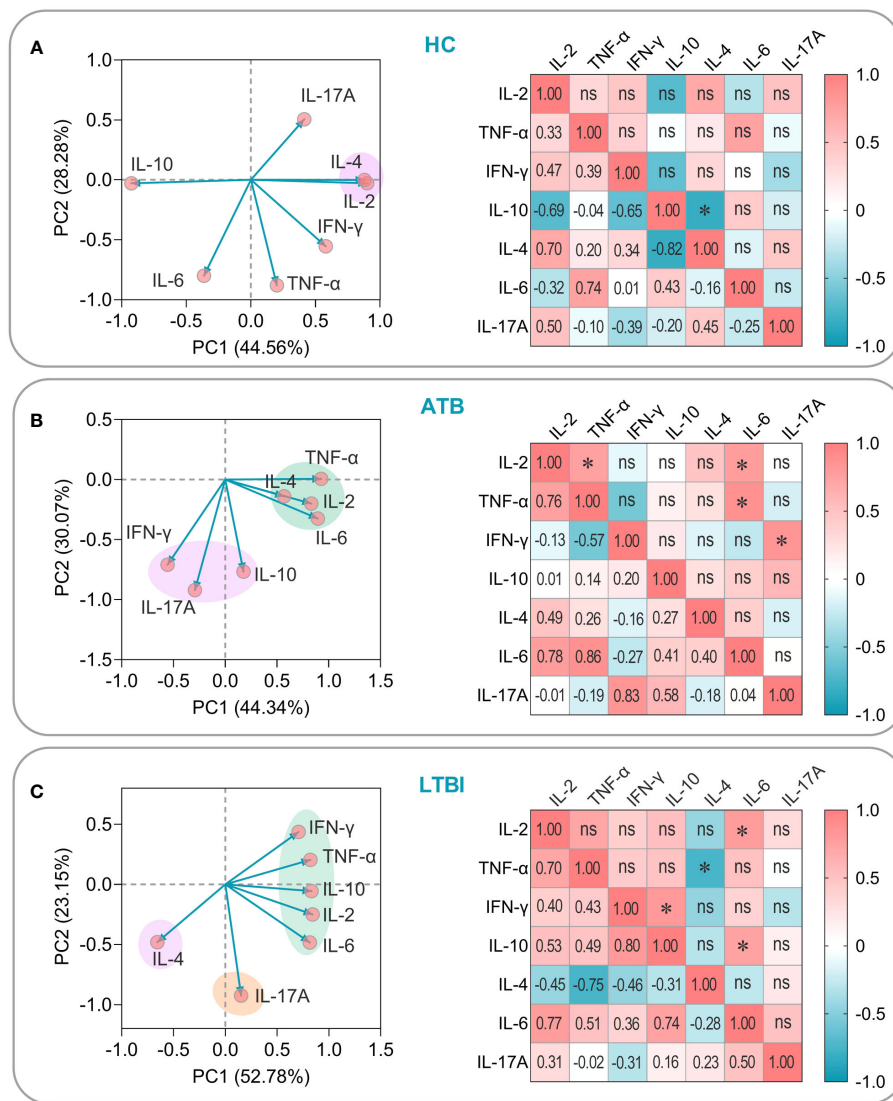 A
HC
1.0
0.5
0.0
-0.5
-1.0
PC2 (28.28%)
IL-17A
IL-10
IL-4
IL-2
IFN-γ
IL-6
TNF-α
-1.0 -0.5 0.0 0.5 1.0
PC1 (44.56%)
IL-2 TNF-α IFN-γ IL-10 IL-4 IL-6 IL-17A
IL-2 1.00 ns ns ns ns ns ns
TNF-α 0.33 1.00 ns ns ns ns ns
IFN-γ 0.47 0.39 1.00 ns ns ns ns
IL-10 -0.69 -0.04 -0.65 1.00 * ns ns
IL-4 0.70 0.20 0.34 -0.82 1.00 ns ns
IL-6 -0.32 0.74 0.01 0.43 -0.16 1.00 ns
IL-17A 0.50 -0.10 -0.39 -0.20 0.45 -0.25 1.00
1.0
0.5
0
-0.5
-1.0
B
ATB
0.5
0.0
-0.5
-1.0
-1.5
PC2 (30.07%)
TNF-α
IL-4
IL-2
IL-6
IFN-γ
IL-10
IL-17A
-1.0 -0.5 0.0 0.5 1.0 1.5
PC1 (44.34%)
IL-2 TNF-α IFN-γ IL-10 IL-4 IL-6 IL-17A
IL-2 1.00 * ns ns ns * ns
TNF-α 0.76 1.00 ns ns ns * ns
IFN-γ -0.13 -0.57 1.00 ns ns ns *
IL-10 0.01 0.14 0.20 1.00 ns ns ns
IL-4 0.49 0.26 -0.16 0.27 1.00 ns ns
IL-6 0.78 0.86 -0.27 0.41 0.40 1.00 ns
IL-17A -0.01 -0.19 0.83 0.58 -0.18 0.04 1.00
1.0
0.5
0
-0.5
-1.0
C
LTBI
0.5
0.0
-0.5
-1.0
PC2 (23.15%)
IFN-γ
TNF-α
IL-10
IL-2
IL-6
IL-4
IL-17A
-1.0 -0.5 0.0 0.5 1.0 1.5
PC1 (52.78%)
IL-2 TNF-α IFN-γ IL-10 IL-4 IL-6 IL-17A
IL-2 1.00 ns ns ns ns * ns
TNF-α 0.70 1.00 ns ns * ns ns
IFN-γ 0.40 0.43 1.00 * ns ns ns
IL-10 0.53 0.49 0.80 1.00 ns * ns
IL-4 -0.45 -0.75 -0.46 -0.31 1.00 ns ns
IL-6 0.77 0.51 0.36 0.74 -0.28 1.00 ns
IL-17A 0.31 -0.02 -0.31 0.16 0.23 0.50 1.00
1.0
0.5
0
-0.5
-1.0